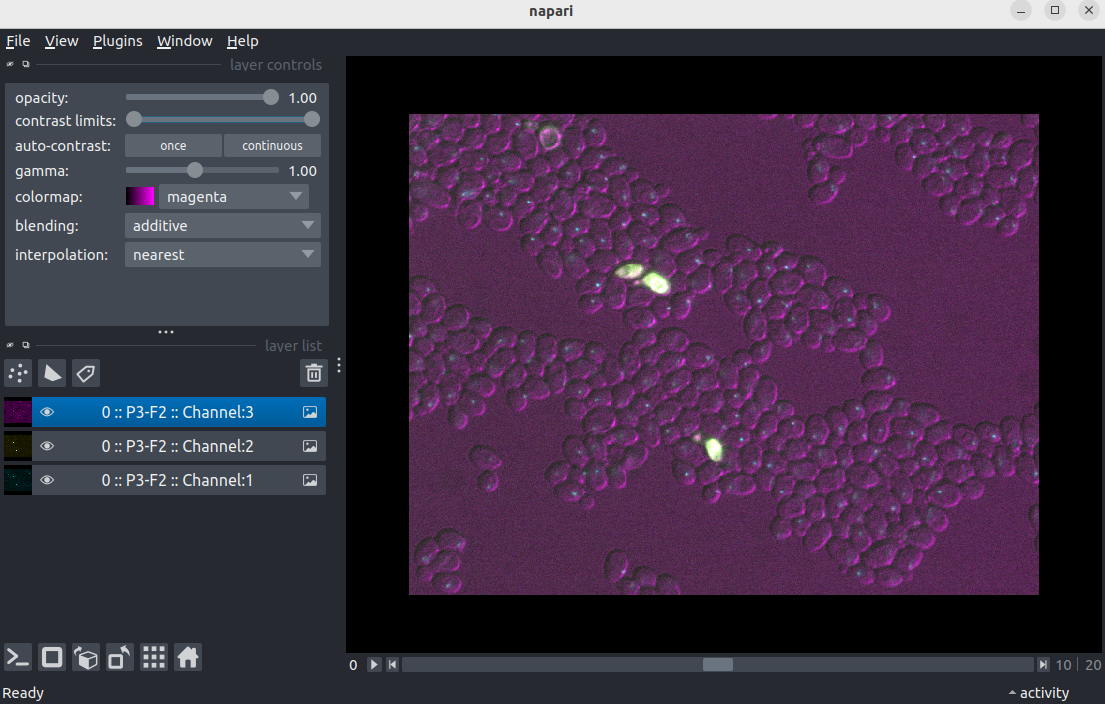 napari
File View Plugins Window Help
layer controls
opacity: 1.00
contrast limits:
auto-contrast: once continuous
gamma: 1.00
colormap: magenta
blending: additive
interpolation: nearest
layer list
0 :: P3-F2 :: Channel:3
0 :: P3-F2 :: Channel:2
0 :: P3-F2 :: Channel:1
0 10 20
Ready activity